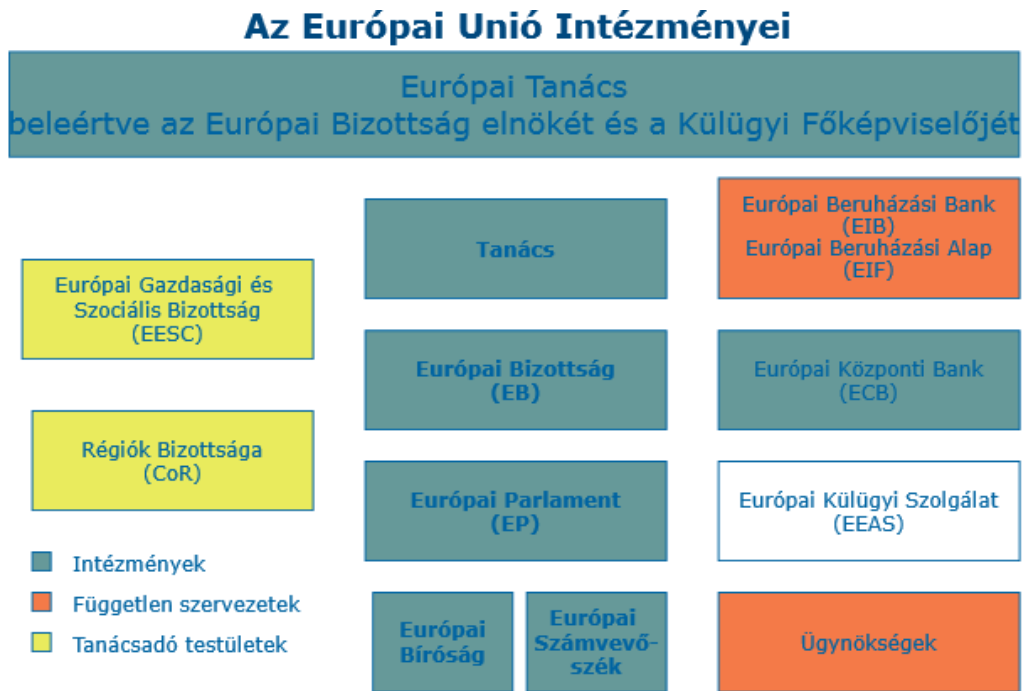 Az Európai Unió Intézményei
Európai Tanács
beleértve az Európai Bizottság elnökét és a Külügyi Főképviselőjét
Európai Gazdasági és
Szociális Bizottság
(EESC)
Régiók Bizottsága
(CoR)
Intézmények
Független szervezetek
Tanácsadó testületek
Tanács
Európai Bizottság
(EB)
Európai Parlament
(EP)
Európai
Bíróság
Európai
Számvevő-
szék
Európai Beruházási Bank
(EIB)
Európai Beruházási Alap
(EIF)
Európai Központi Bank
(ECB)
Európai Külügyi Szolgálat
(EEAS)
Ügynökségek